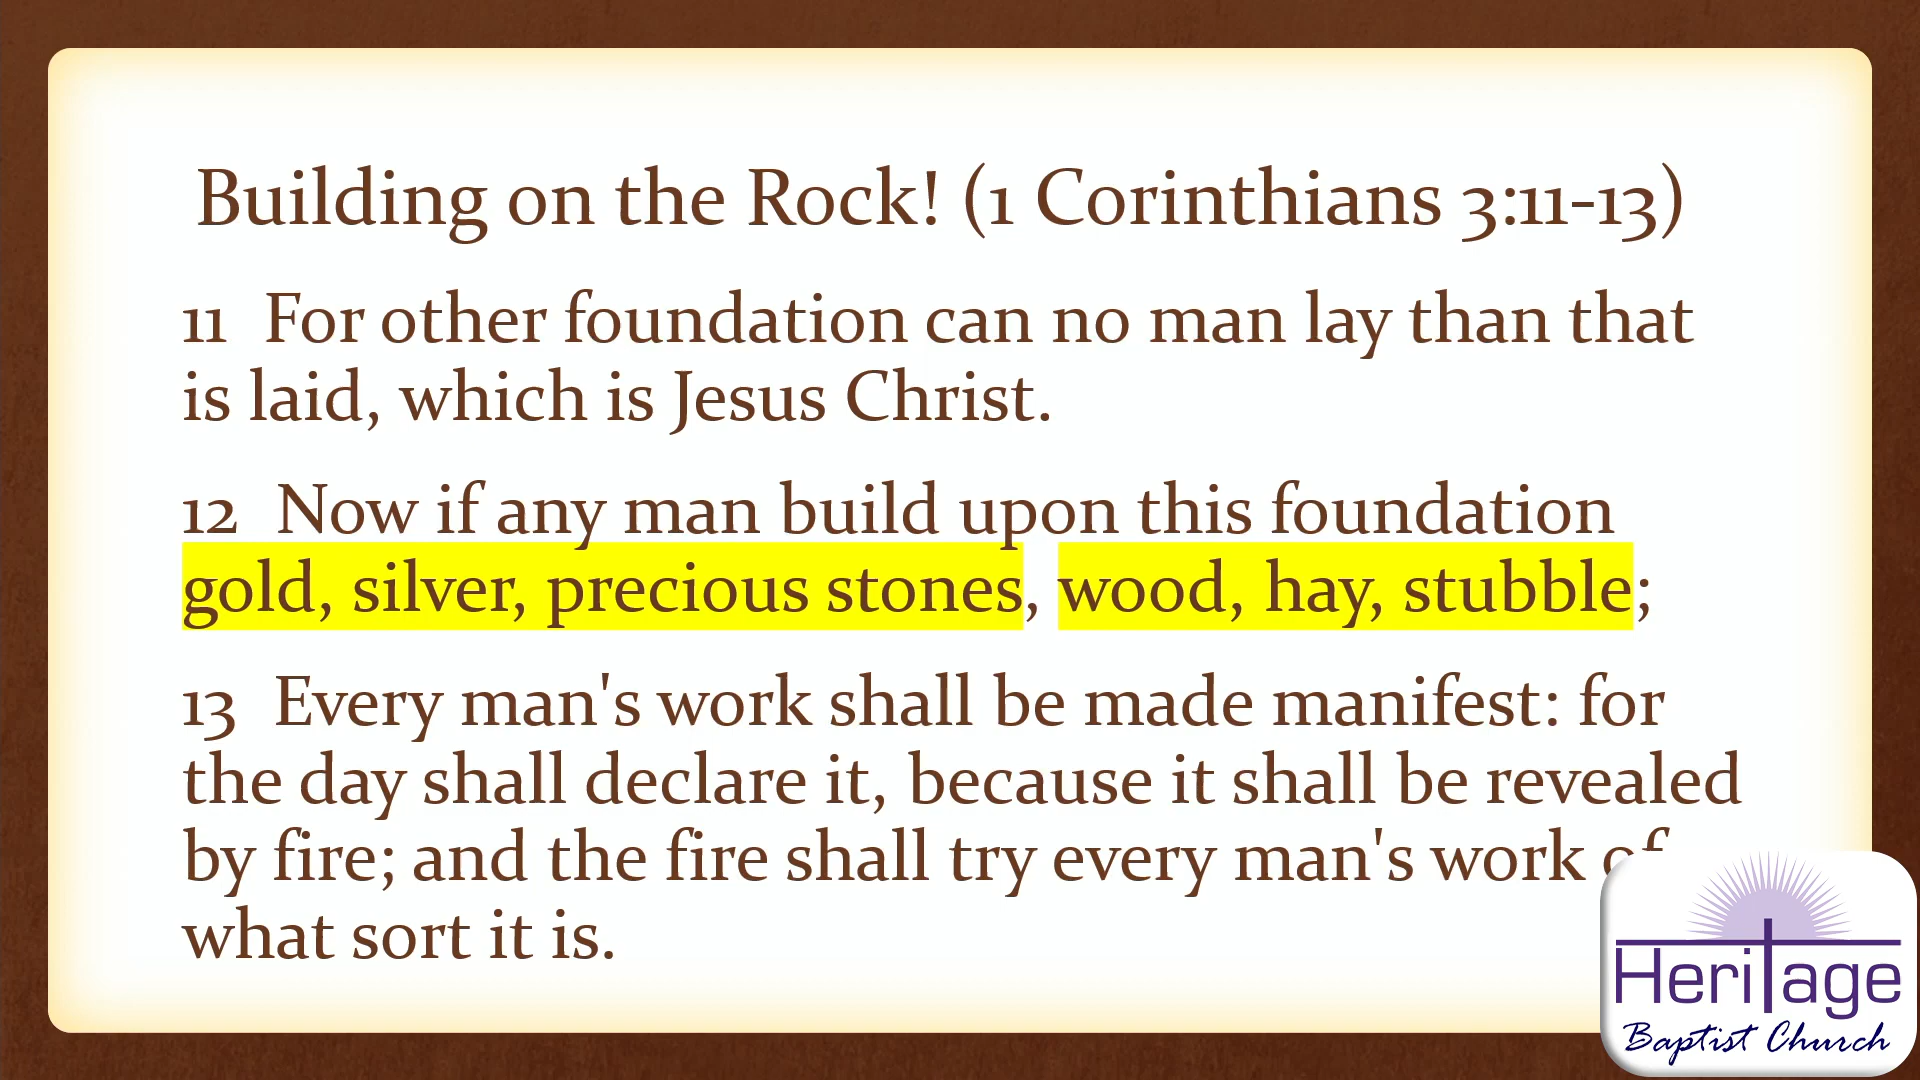 Building on the Rock! (1 Corinthians 3:11-13)
11 For other foundation can no man lay than that
is laid, which is Jesus Christ.
12 Now if any man build upon this foundation
gold, silver, precious stones, wood, hay, stubble;
13 Every man's work shall be made manifest: for
the day shall declare it, because it shall be revealed
by fire; and the fire shall try every man's work of
what sort it is.
Heritage
Baptist Church